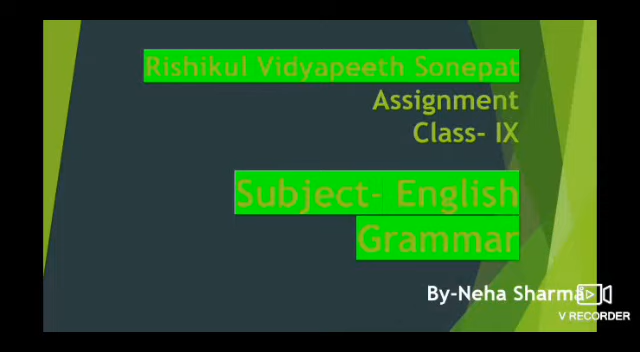 Rishikul Vidyapeeth Sonepat
Assignment
Class- IX
Subject- English
Grammar
By-Neha Sharma
V RECORDER